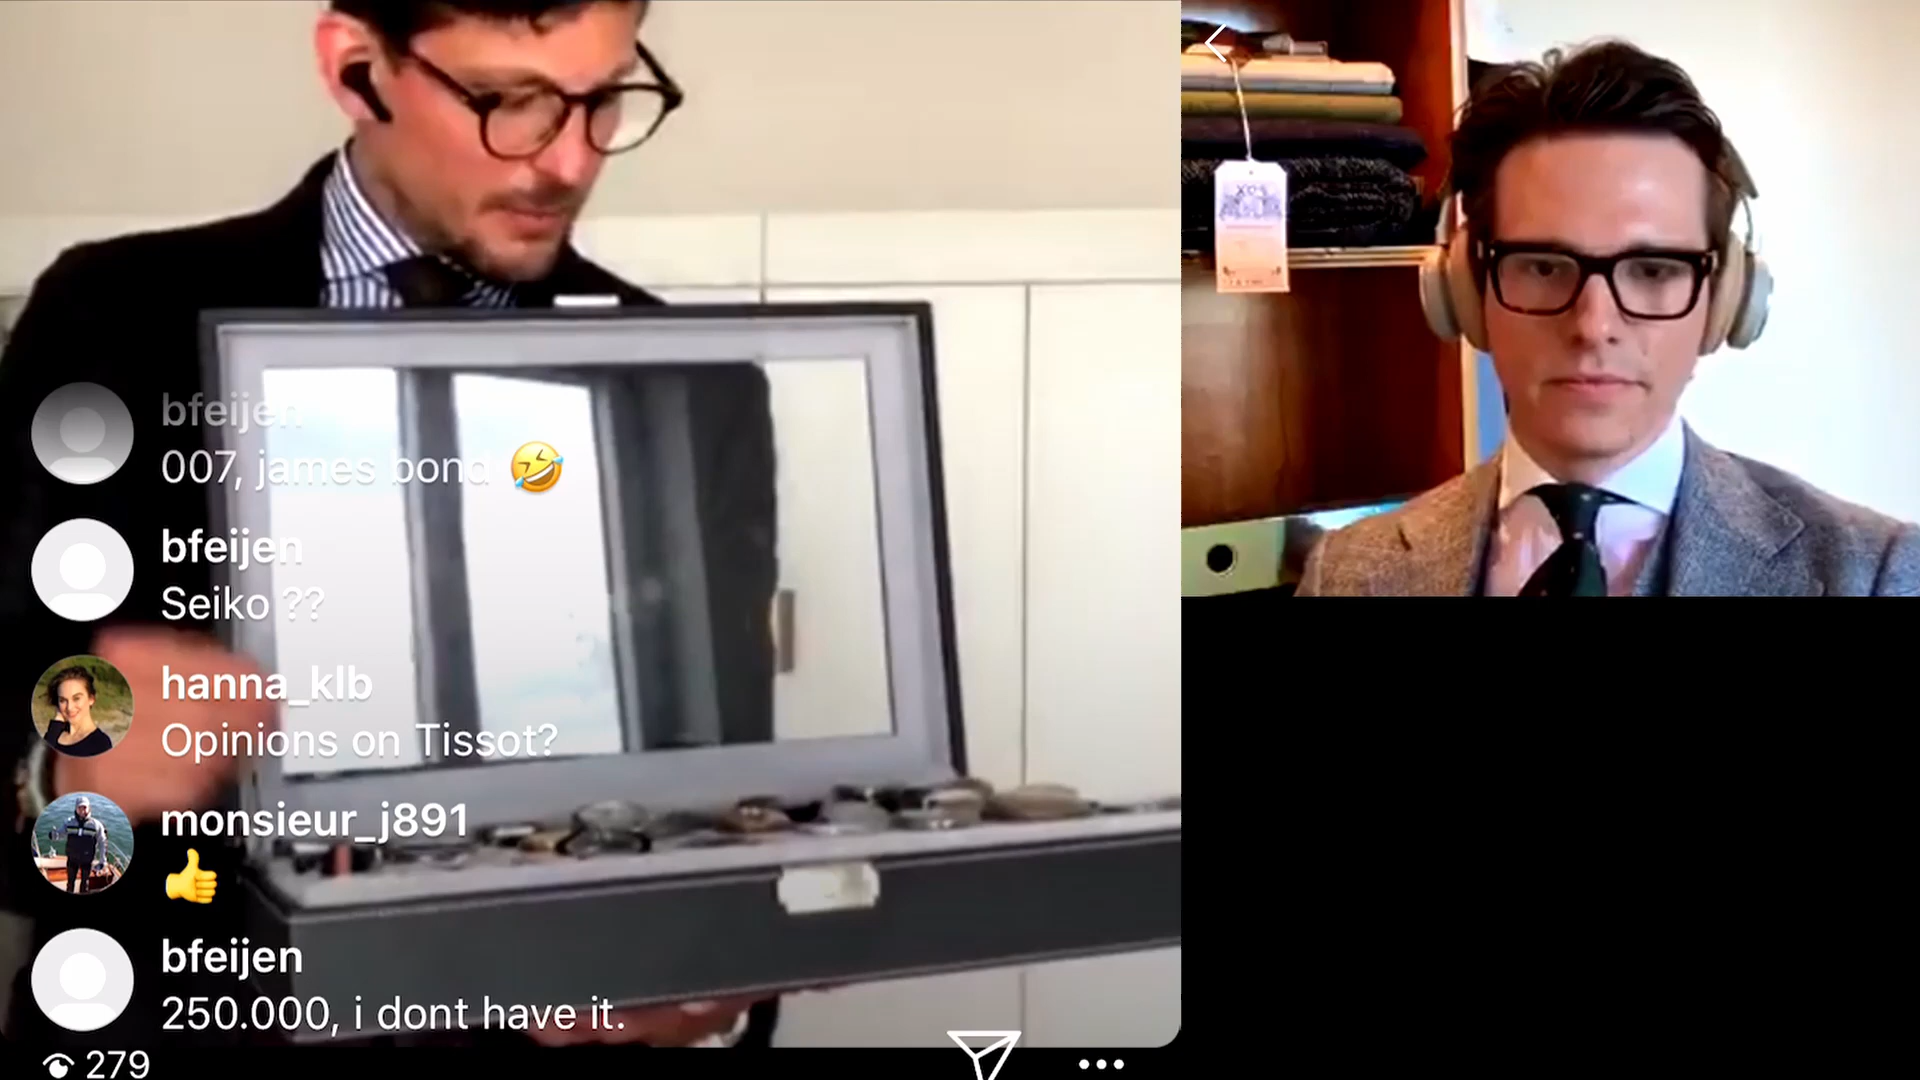 bfeijen
007, james bond 🤣
bfeijen
Seiko ??
hanna_klb
Opinions on Tissot?
monsieur_j891
👍
bfeijen
250.000, i dont have it.
279